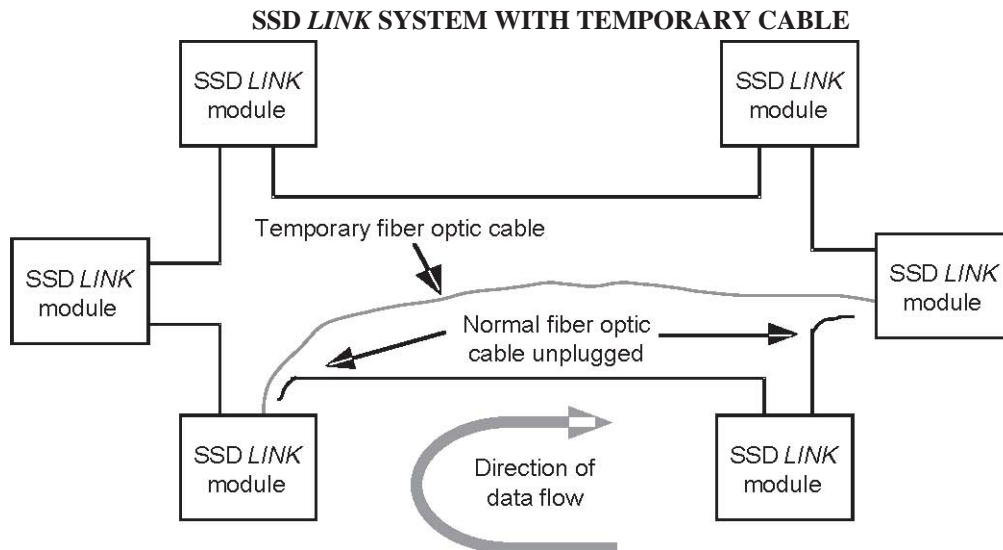 SSD LINK SYSTEM WITH TEMPORARY CABLE
SSD LINK
module
SSD LINK
module
Temporary fiber optic cable
SSD LINK
module
SSD LINK
module
Normal fiber optic
cable unplugged
SSD LINK
module
Direction of
data flow
SSD LINK
module